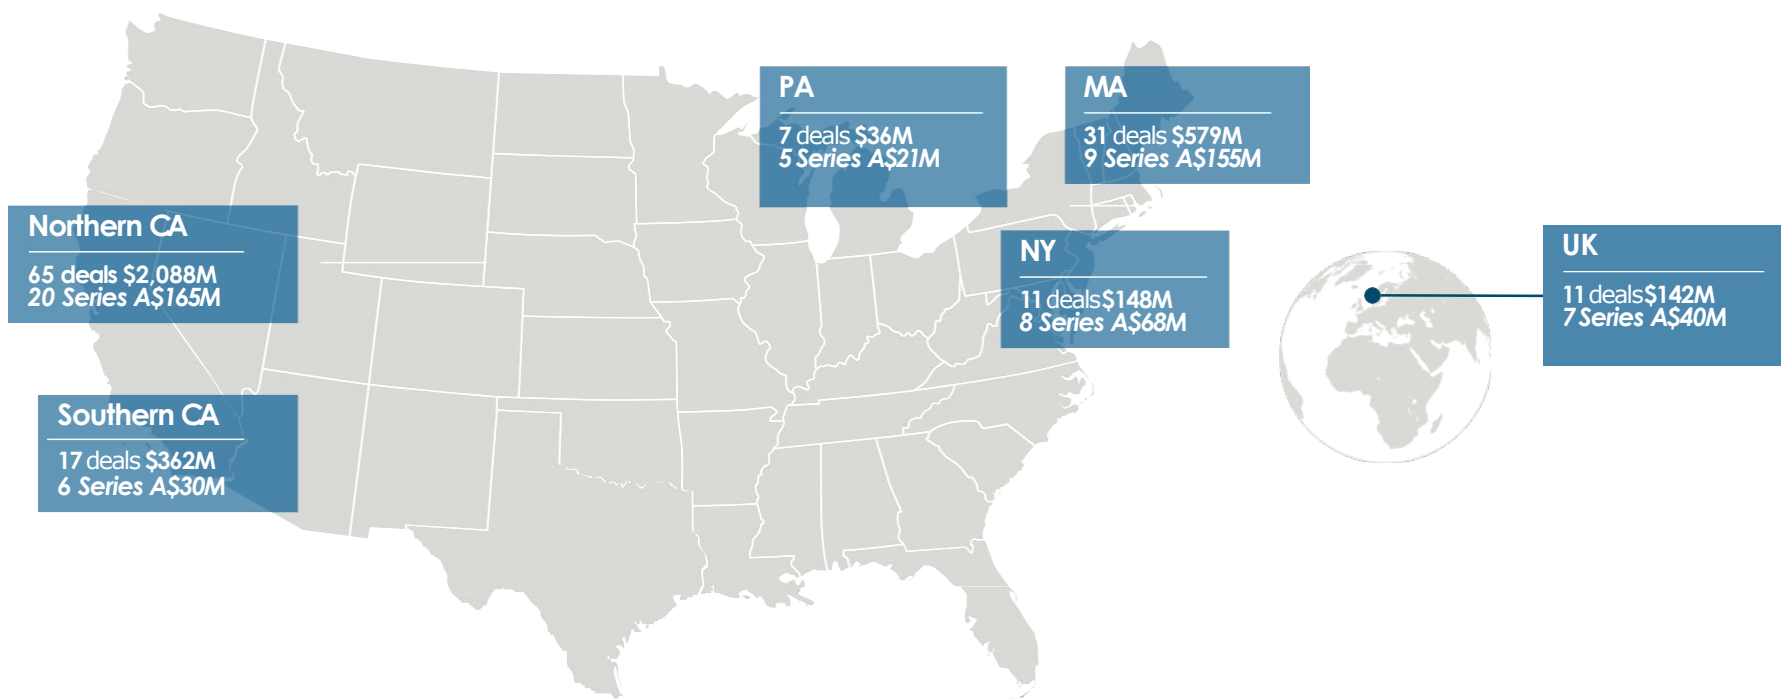 PA
7 deals $36M
5 Series A $21M
MA
31 deals $579M
9 Series A $155M
Northern CA
65 deals $2,088M
20 Series A $165M
NY
11 deals $148M
8 Series A $68M
UK
11 deals $142M
7 Series A $40M
Southern CA
17 deals $362M
6 Series A $30M